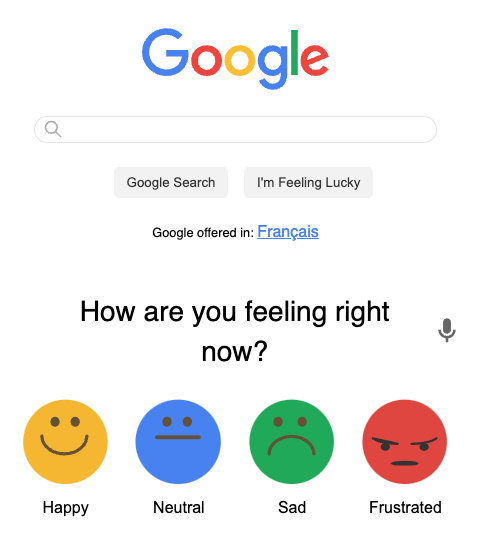 Google
Google Search I'm Feeling Lucky
Google offered in: Français
How are you feeling right
now?
Happy Neutral Sad Frustrated